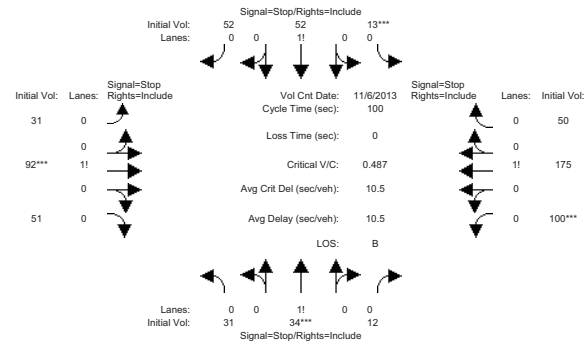 Signal=Stop/Rights=Include
Initial Vol: 52 52 13***
Lanes: 0 0 1! 0 0
Signal=Stop Signal=Stop
Initial Vol: Lanes: Rights=Include Vol Cnt Date: 11/6/2013 Rights=Include Lanes: Initial Vol:
Cycle Time (sec): 100
31 0 0 50
Loss Time (sec): 0
0 0
92*** 1! Critical V/C: 0.487 1! 175
0 Avg Crit Del (sec/veh): 10.5 0
51 0 Avg Delay (sec/veh): 10.5 0 100***
LOS: B
Lanes: 0 0 1! 0 0
Initial Vol: 31 34*** 12
Signal=Stop/Rights=Include